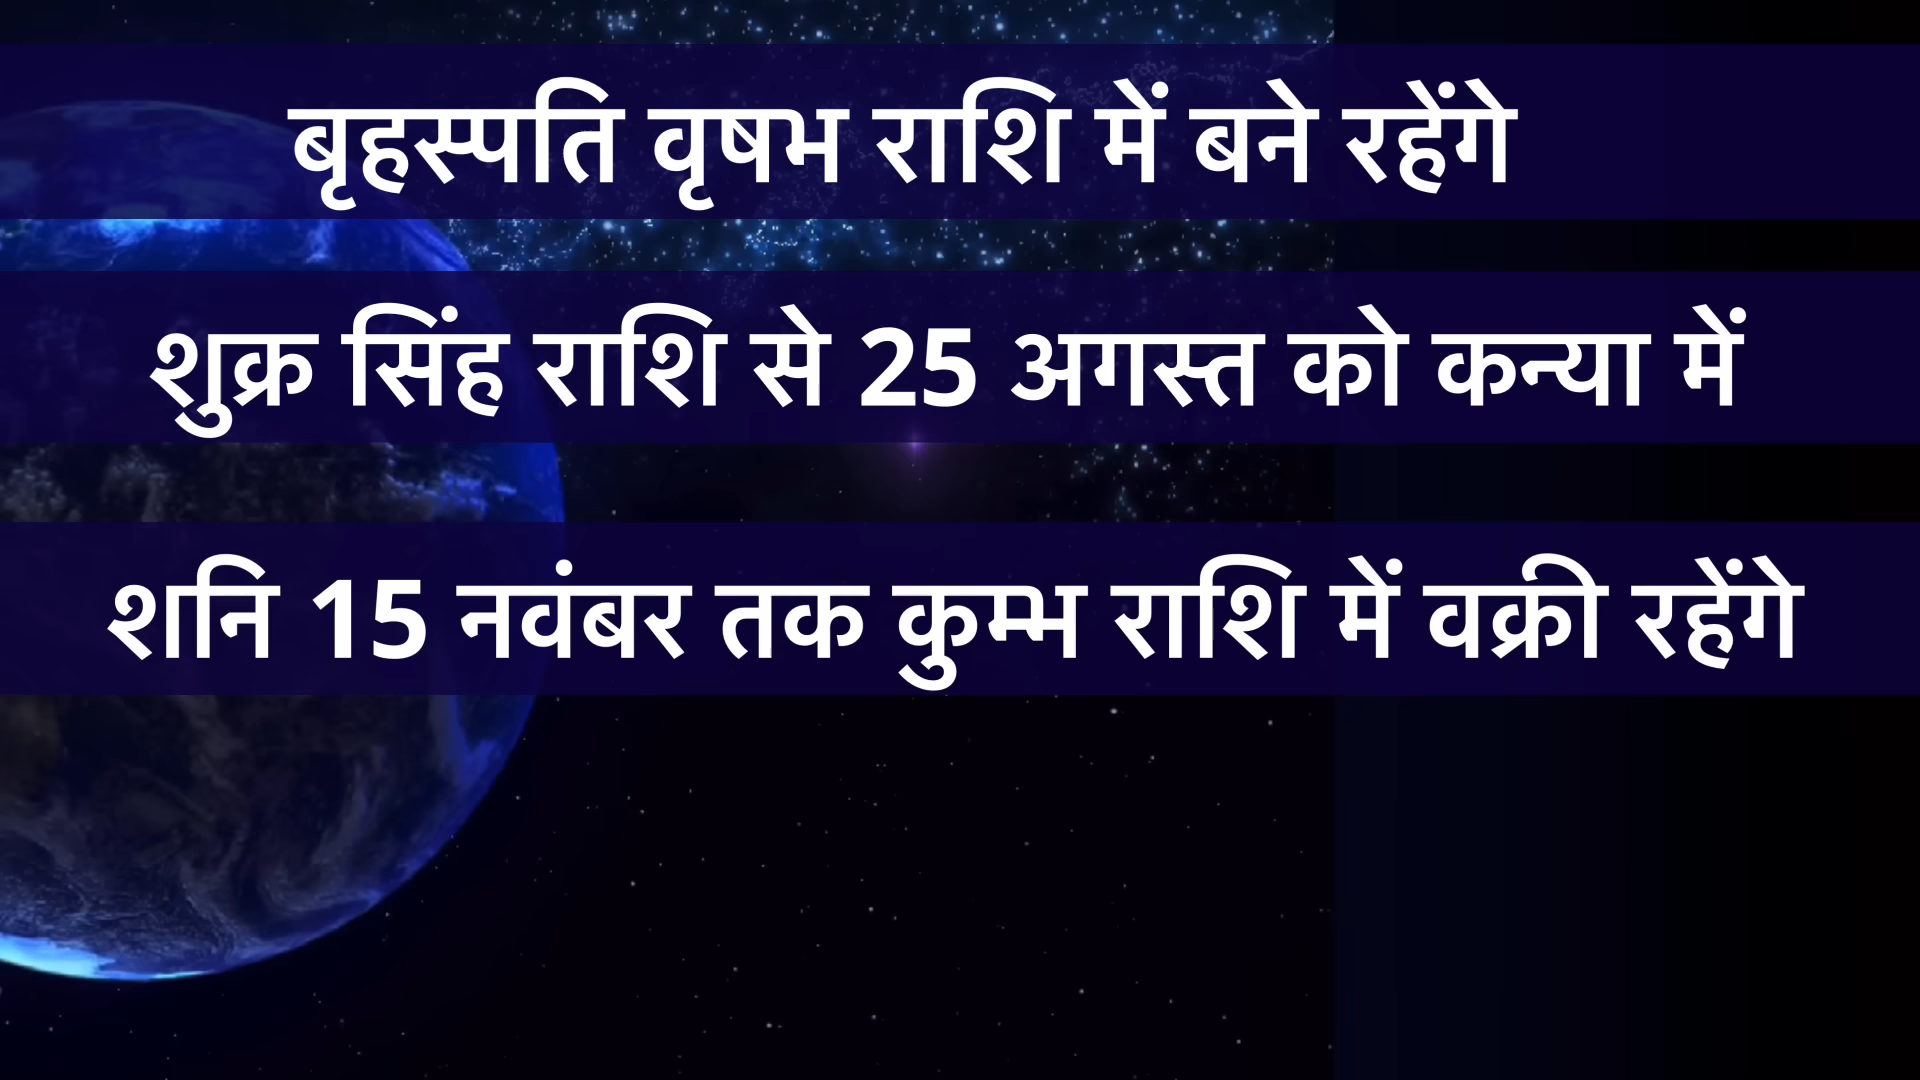 बृहस्पति वृषभ राशि में बने रहेंगे
शुक्र सिंह राशि से 25 अगस्त को कन्या में
शनि 15 नवंबर तक कुम्भ राशि में वक्री रहेंगे